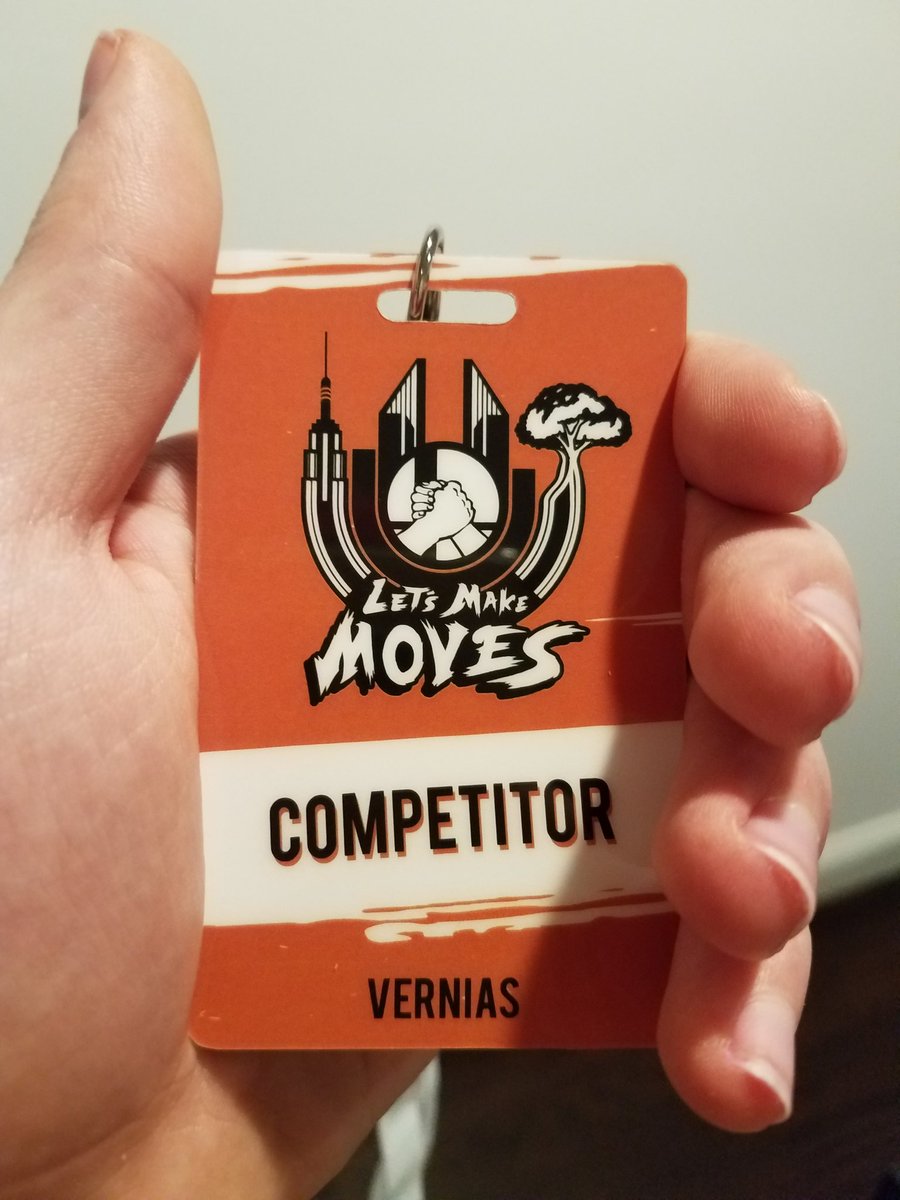 Let's Make
MOVES
COMPETITOR
VERNIAS